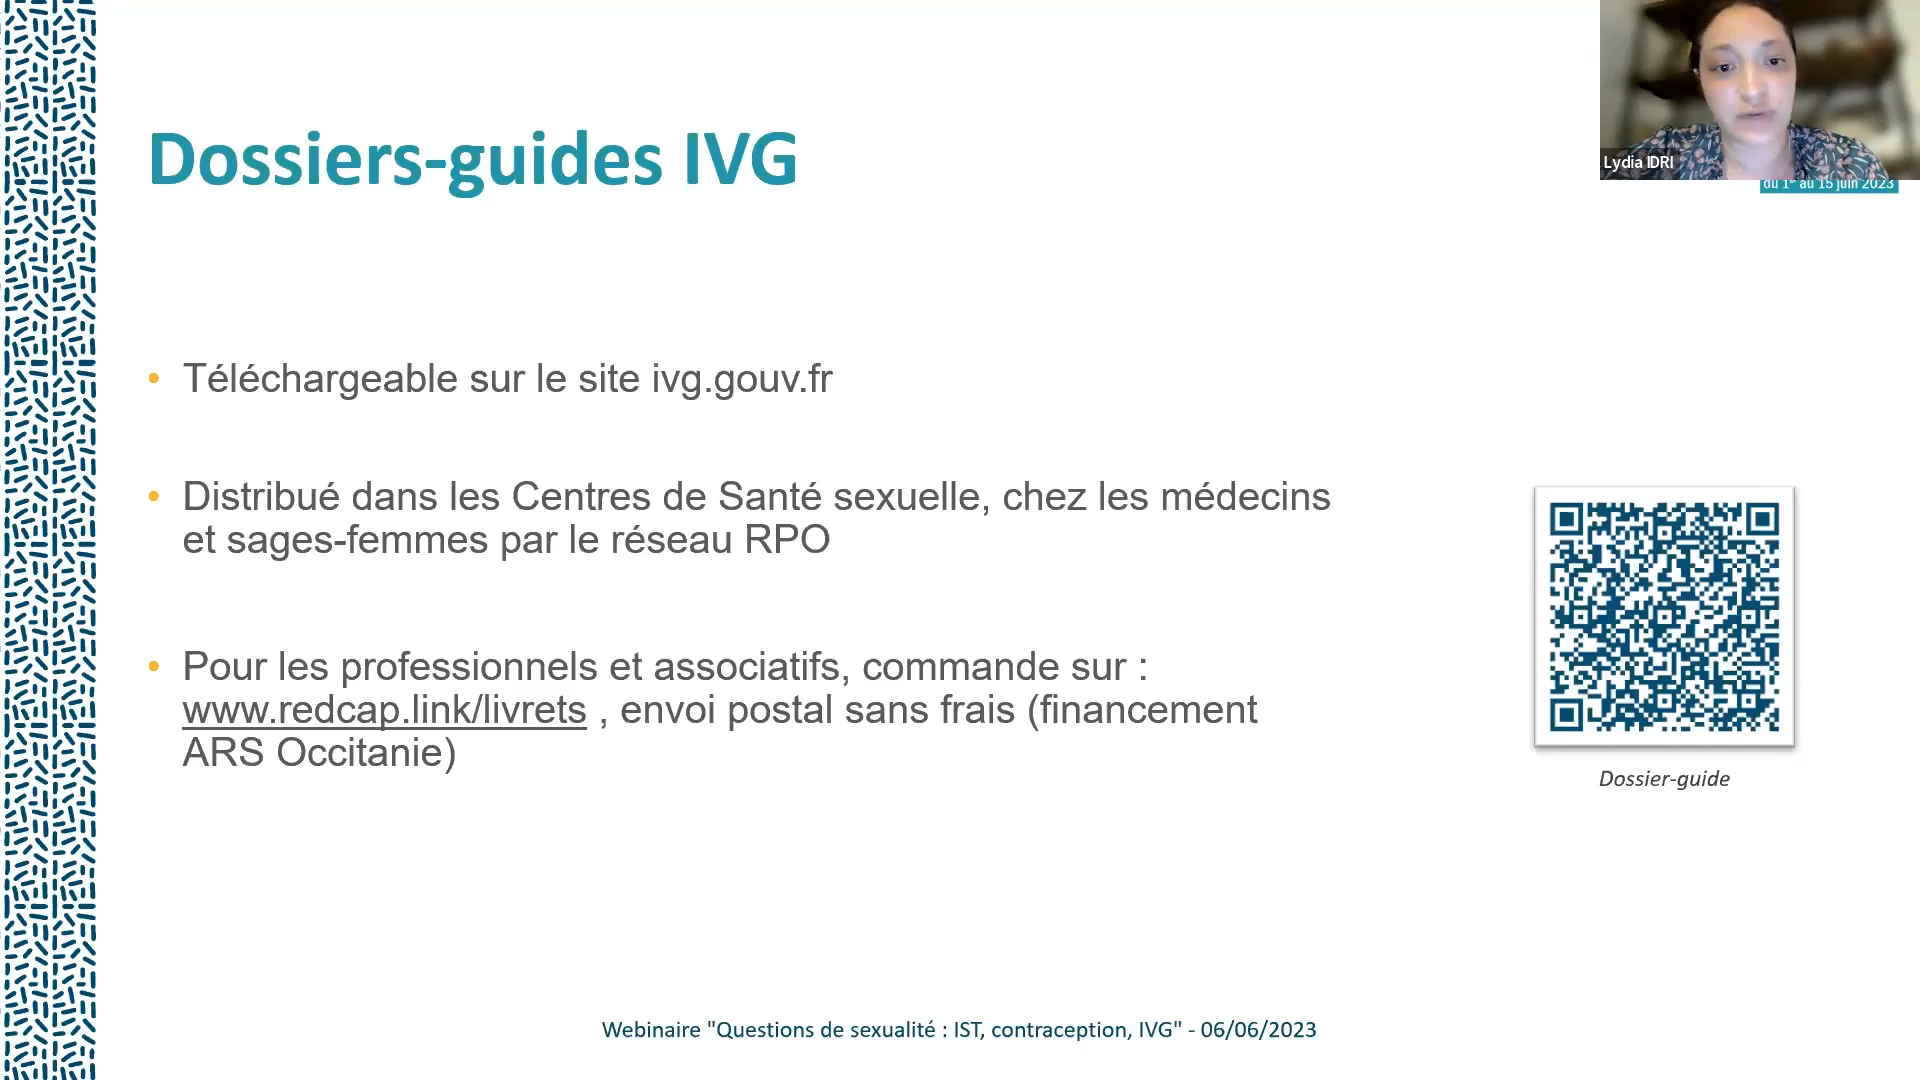 Dossiers-guides IVG
Lydia IDRI
du 1er au 15 juin 2023
• Téléchargeable sur le site ivg.gouv.fr
• Distribué dans les Centres de Santé sexuelle, chez les médecins
et sages-femmes par le réseau RPO
• Pour les professionnels et associatifs, commande sur :
www.redcap.link/livrets , envoi postal sans frais (financement
ARS Occitanie)
Dossier-guide
Webinaire "Questions de sexualité : IST, contraception, IVG" - 06/06/2023